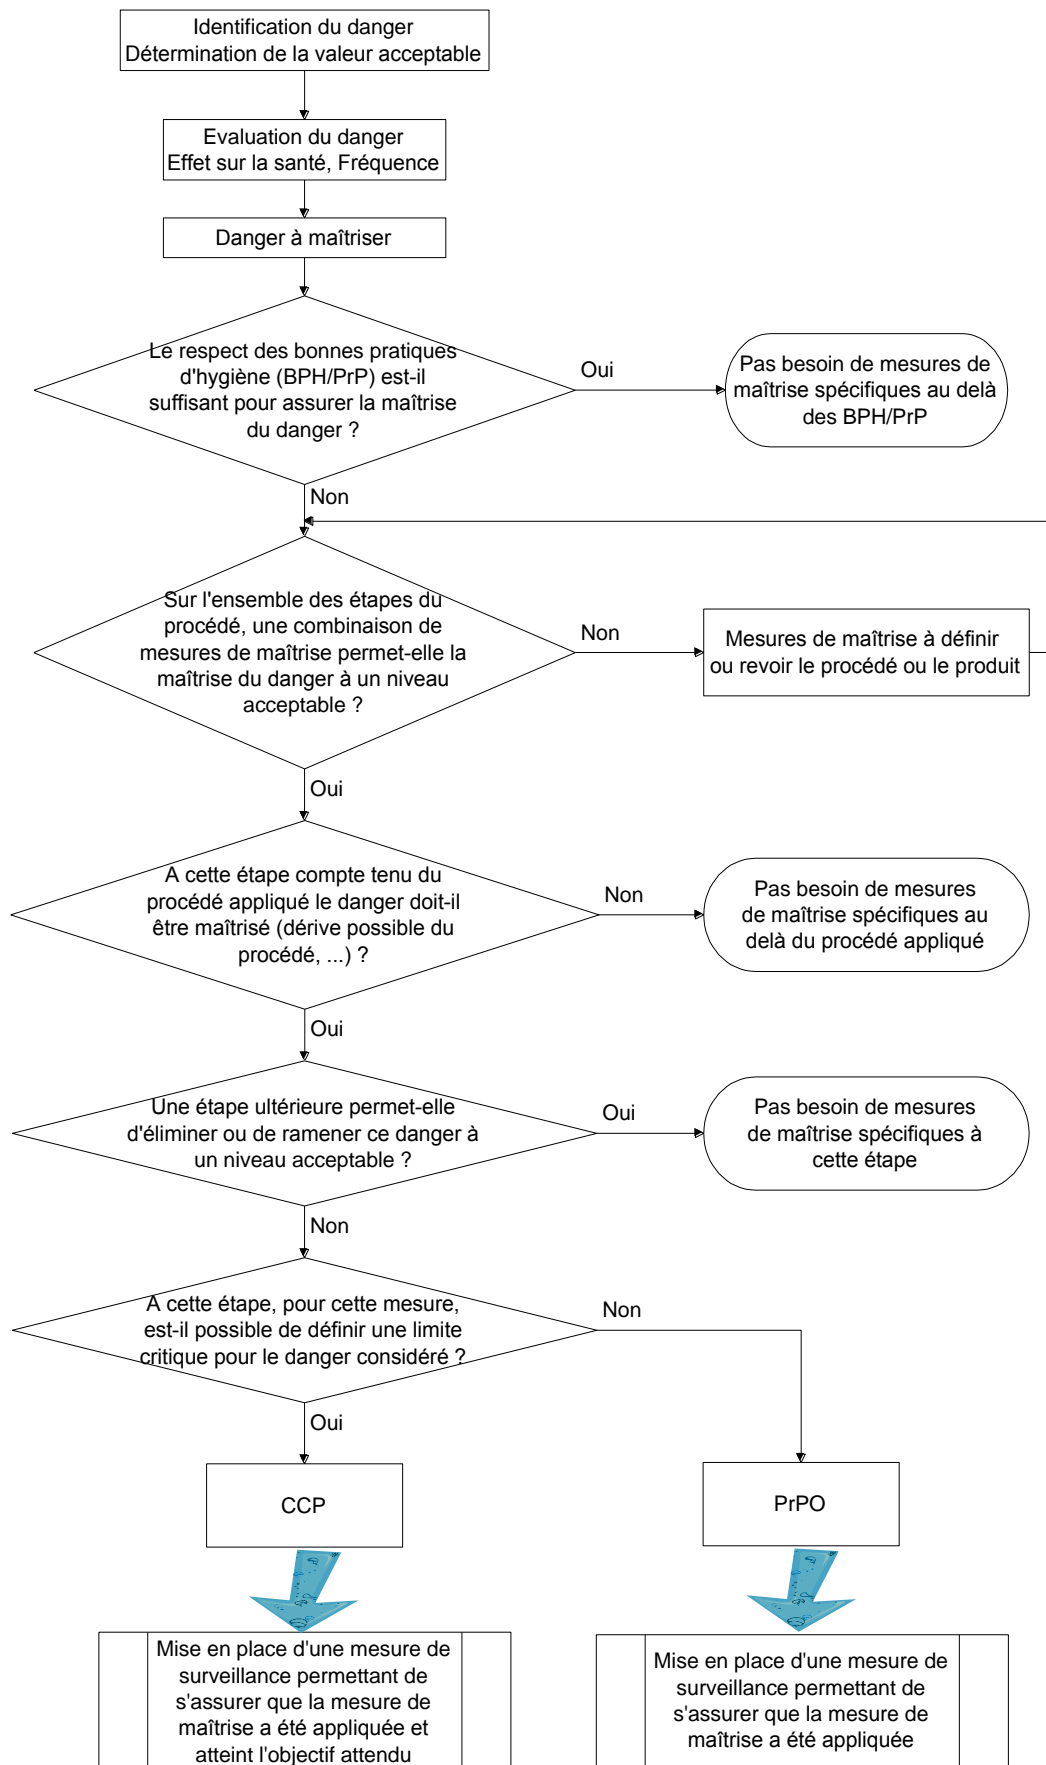 Identification du danger
Détermination de la valeur acceptable
Evaluation du danger
Effet sur la santé, Fréquence
Danger à maîtriser
Le respect des bonnes pratiques
d'hygiène (BPH/PrP) est-il
suffisant pour assurer la maîtrise
du danger ?
Oui
Pas besoin de mesures de
maîtrise spécifiques au delà
des BPH/PrP
Non
Sur l'ensemble des étapes du
procédé, une combinaison de
mesures de maîtrise permet-elle la
maîtrise du danger à un niveau
acceptable ?
Non
Mesures de maîtrise à définir
ou revoir le procédé ou le produit
Oui
A cette étape compte tenu du
procédé appliqué le danger doit-il
être maîtrisé (dérive possible du
procédé, ...) ?
Non
Pas besoin de mesures
de maîtrise spécifiques au
delà du procédé appliqué
Oui
Une étape ultérieure permet-elle
d'éliminer ou de ramener ce danger à
un niveau acceptable ?
Oui
Pas besoin de mesures
de maîtrise spécifiques à
cette étape
Non
A cette étape, pour cette mesure,
est-il possible de définir une limite
critique pour le danger considéré ?
Non
Oui
CCP
PrPO
Mise en place d'une mesure de
surveillance permettant de
s'assurer que la mesure de
maîtrise a été appliquée et
atteint l'objectif attendu
Mise en place d'une mesure de
surveillance permettant de
s'assurer que la mesure de
maîtrise a été appliquée